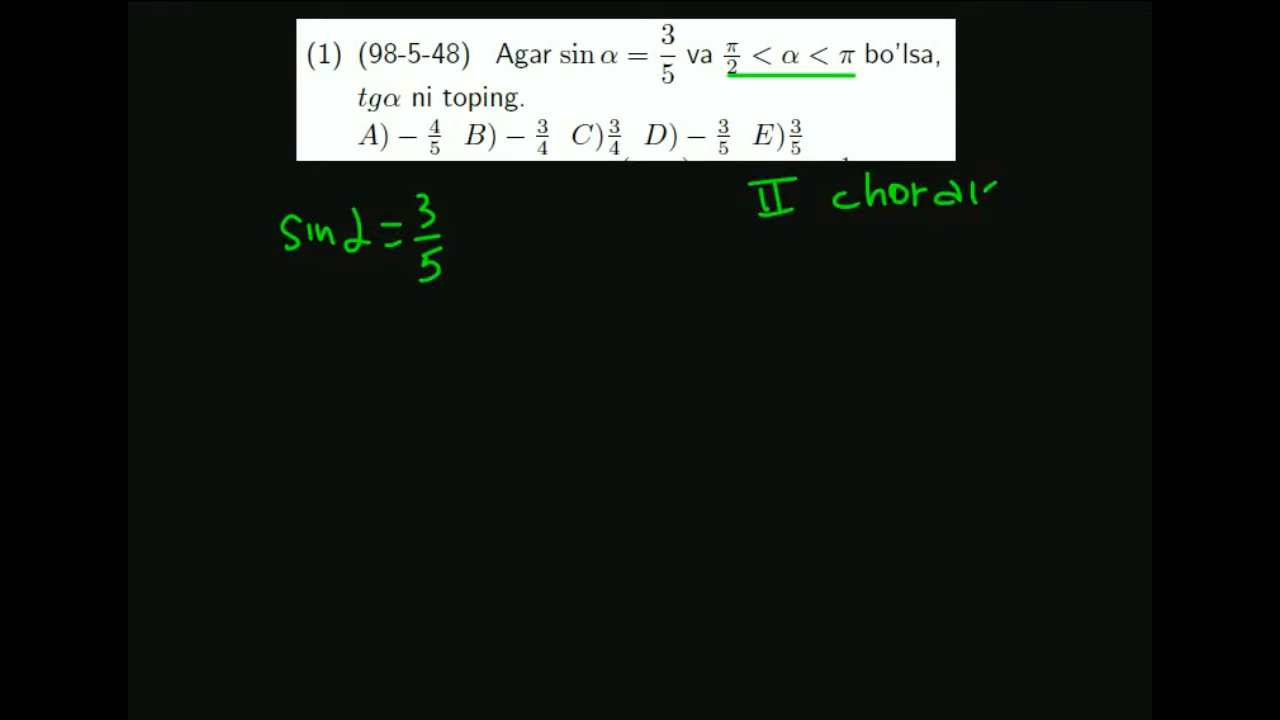 (1) (98-5-48) Agar sin α = 3/5 va π/2 < α < π bo'lsa,
tgα ni toping.
A) − 4/5 B) − 3/4 C) 3/4 D) − 3/5 E) 3/5
II chorak
sin α = 3/5